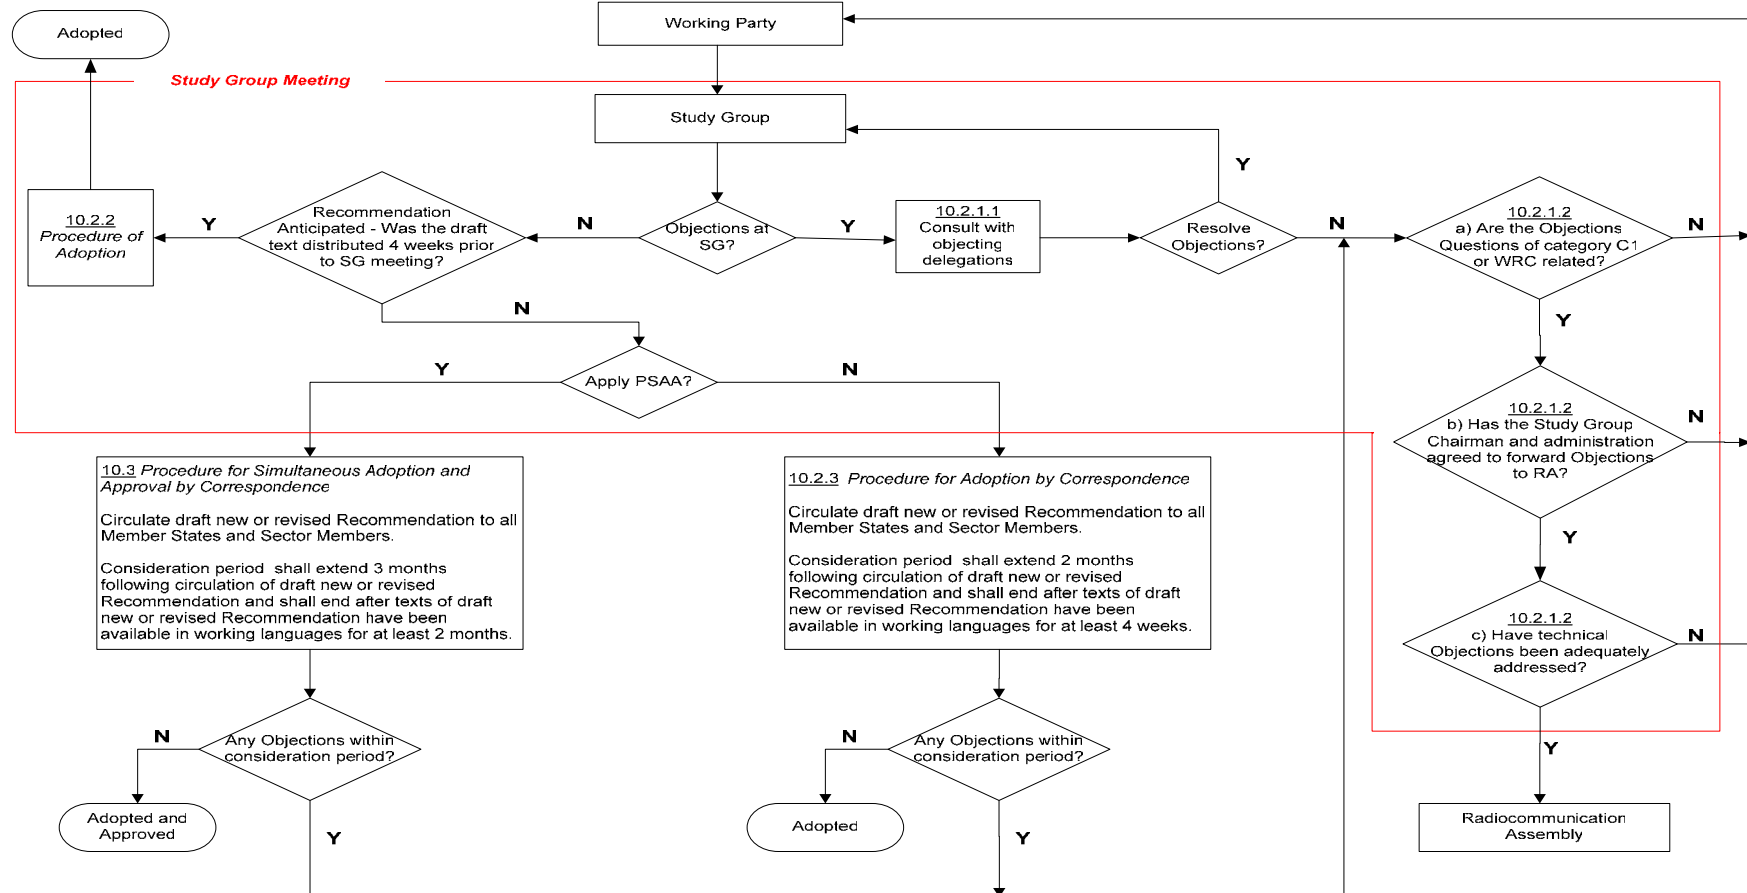 Working Party
Adopted
Study Group Meeting
Study Group
Y
Recommendation
Anticipated - Was the draft
text distributed 4 weeks prior
to SG meeting?
10.2.2
Procedure of
Adoption
Y
N
Objections at
SG?
Y
10.2.1.1
Consult with
objecting
delegations
Resolve
Objections?
N
10.2.1.2
a) Are the Objections
Questions of category C1
or WRC related?
N
N
Y
Y
Apply PSAA?
N
10.2.1.2
b) Has the Study Group
Chairman and administration
agreed to forward Objections
to RA?
N
10.3 Procedure for Simultaneous Adoption and
Approval by Correspondence
Circulate draft new or revised Recommendation to all
Member States and Sector Members.
Consideration period shall extend 3 months
following circulation of draft new or revised
Recommendation and shall end after texts of draft
new or revised Recommendation have been
available in working languages for at least 2 months.
10.2.3 Procedure for Adoption by Correspondence
Circulate draft new or revised Recommendation to all
Member States and Sector Members.
Consideration period shall extend 2 months
following circulation of draft new or revised
Recommendation and shall end after texts of draft
new or revised Recommendation have been
available in working languages for at least 4 weeks.
Y
10.2.1.2
c) Have technical
Objections been adequately
addressed?
N
N
Any Objections within
consideration period?
N
Any Objections within
consideration period?
Y
Adopted and
Approved
Y
Adopted
Y
Radiocommunication
Assembly